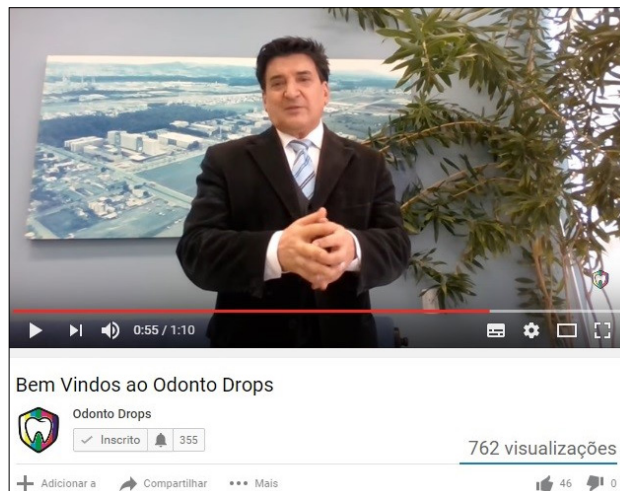 0:55 / 1:10
Bem Vindos ao Odonto Drops
Odonto Drops
Inscrito 355
762 visualizações
Adicionar a Compartilhar Mais 46 0